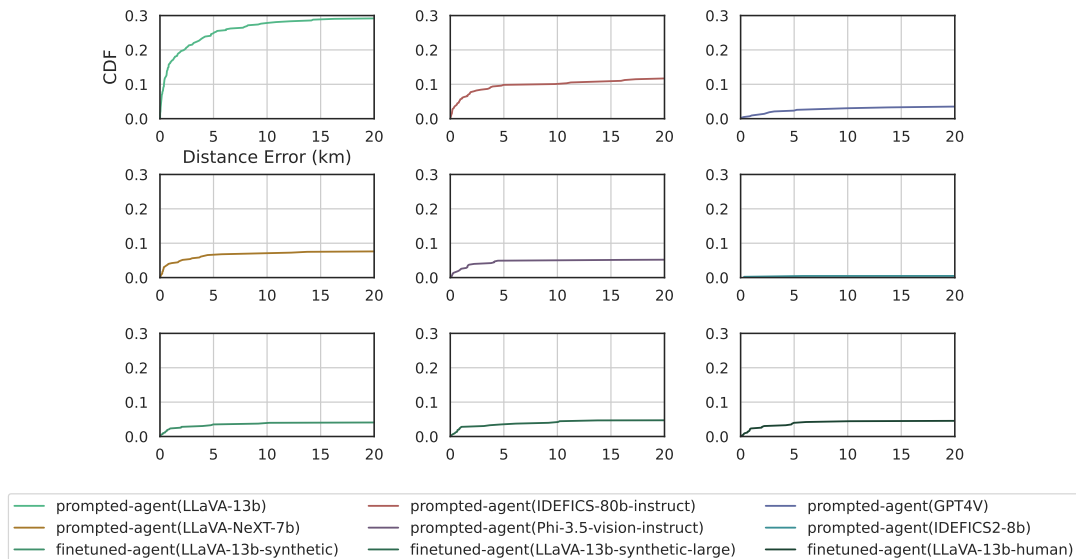 0.3 0.3 0.3
0.2 0.2 0.2
CDF
0.1 0.1 0.1
0.0 0.0 0.0
0 5 10 15 20 0 5 10 15 20 0 5 10 15 20
Distance Error (km)
0.3 0.3 0.3
0.2 0.2 0.2
0.1 0.1 0.1
0.0 0.0 0.0
0 5 10 15 20 0 5 10 15 20 0 5 10 15 20
0.3 0.3 0.3
0.2 0.2 0.2
0.1 0.1 0.1
0.0 0.0 0.0
0 5 10 15 20 0 5 10 15 20 0 5 10 15 20
prompted-agent(LLaVA-13b) prompted-agent(IDEFICS-80b-instruct) prompted-agent(GPT4V)
prompted-agent(LLaVA-NeXT-7b) prompted-agent(Phi-3.5-vision-instruct) prompted-agent(IDEFICS2-8b)
finetuned-agent(LLaVA-13b-synthetic) finetuned-agent(LLaVA-13b-synthetic-large) finetuned-agent(LLaVA-13b-human)